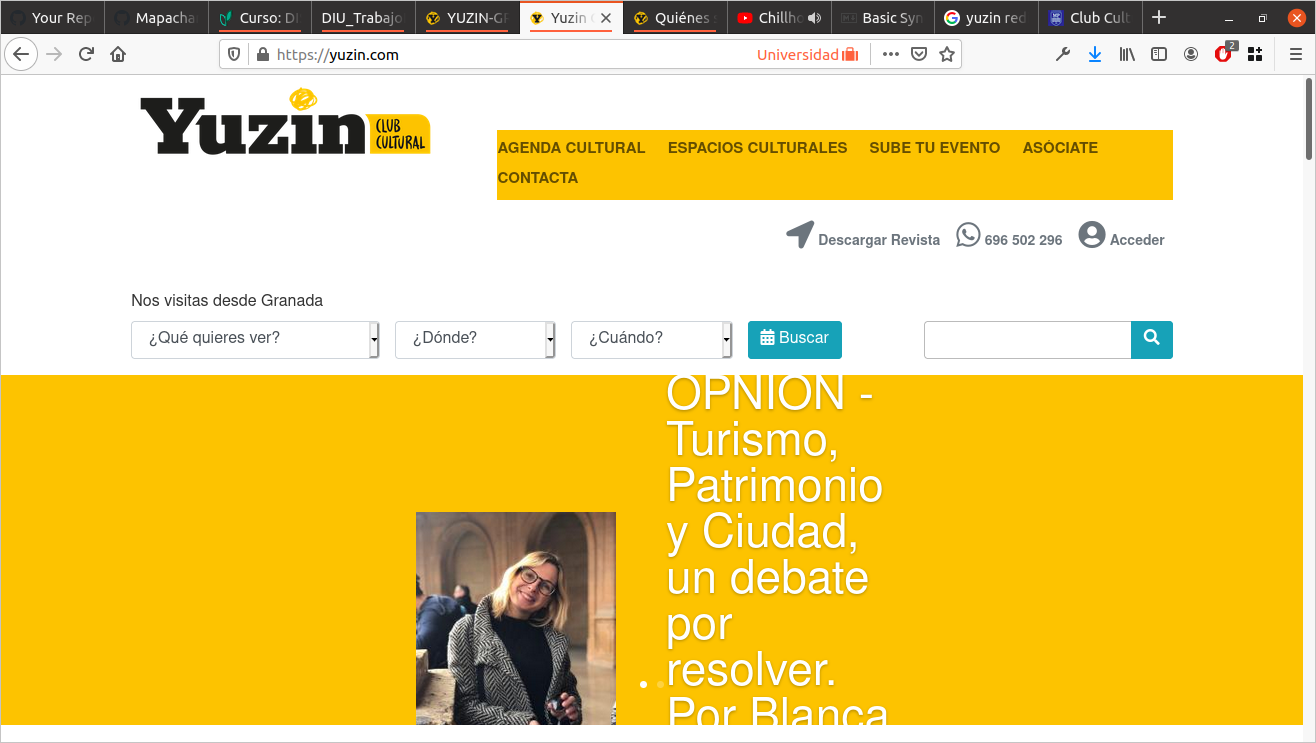 Your Rep
Mapacha
Curso: DI
DIU_Trabajo
YUZIN-GR
Yuzin
Quiénes s
Chillho
Basic Syn
yuzin red
Club Cult
https://yuzin.com
Universidad
2
Yuzin
CLUB
CULTURAL
AGENDA CULTURAL ESPACIOS CULTURALES SUBE TU EVENTO ASÓCIATE
CONTACTA
Descargar Revista 696 502 296 Acceder
Nos visitas desde Granada
¿Qué quieres ver? ¿Dónde? ¿Cuándo? Buscar
OPNIÓN -
Turismo,
Patrimonio
y Ciudad,
un debate
por
resolver.
Por Blanca